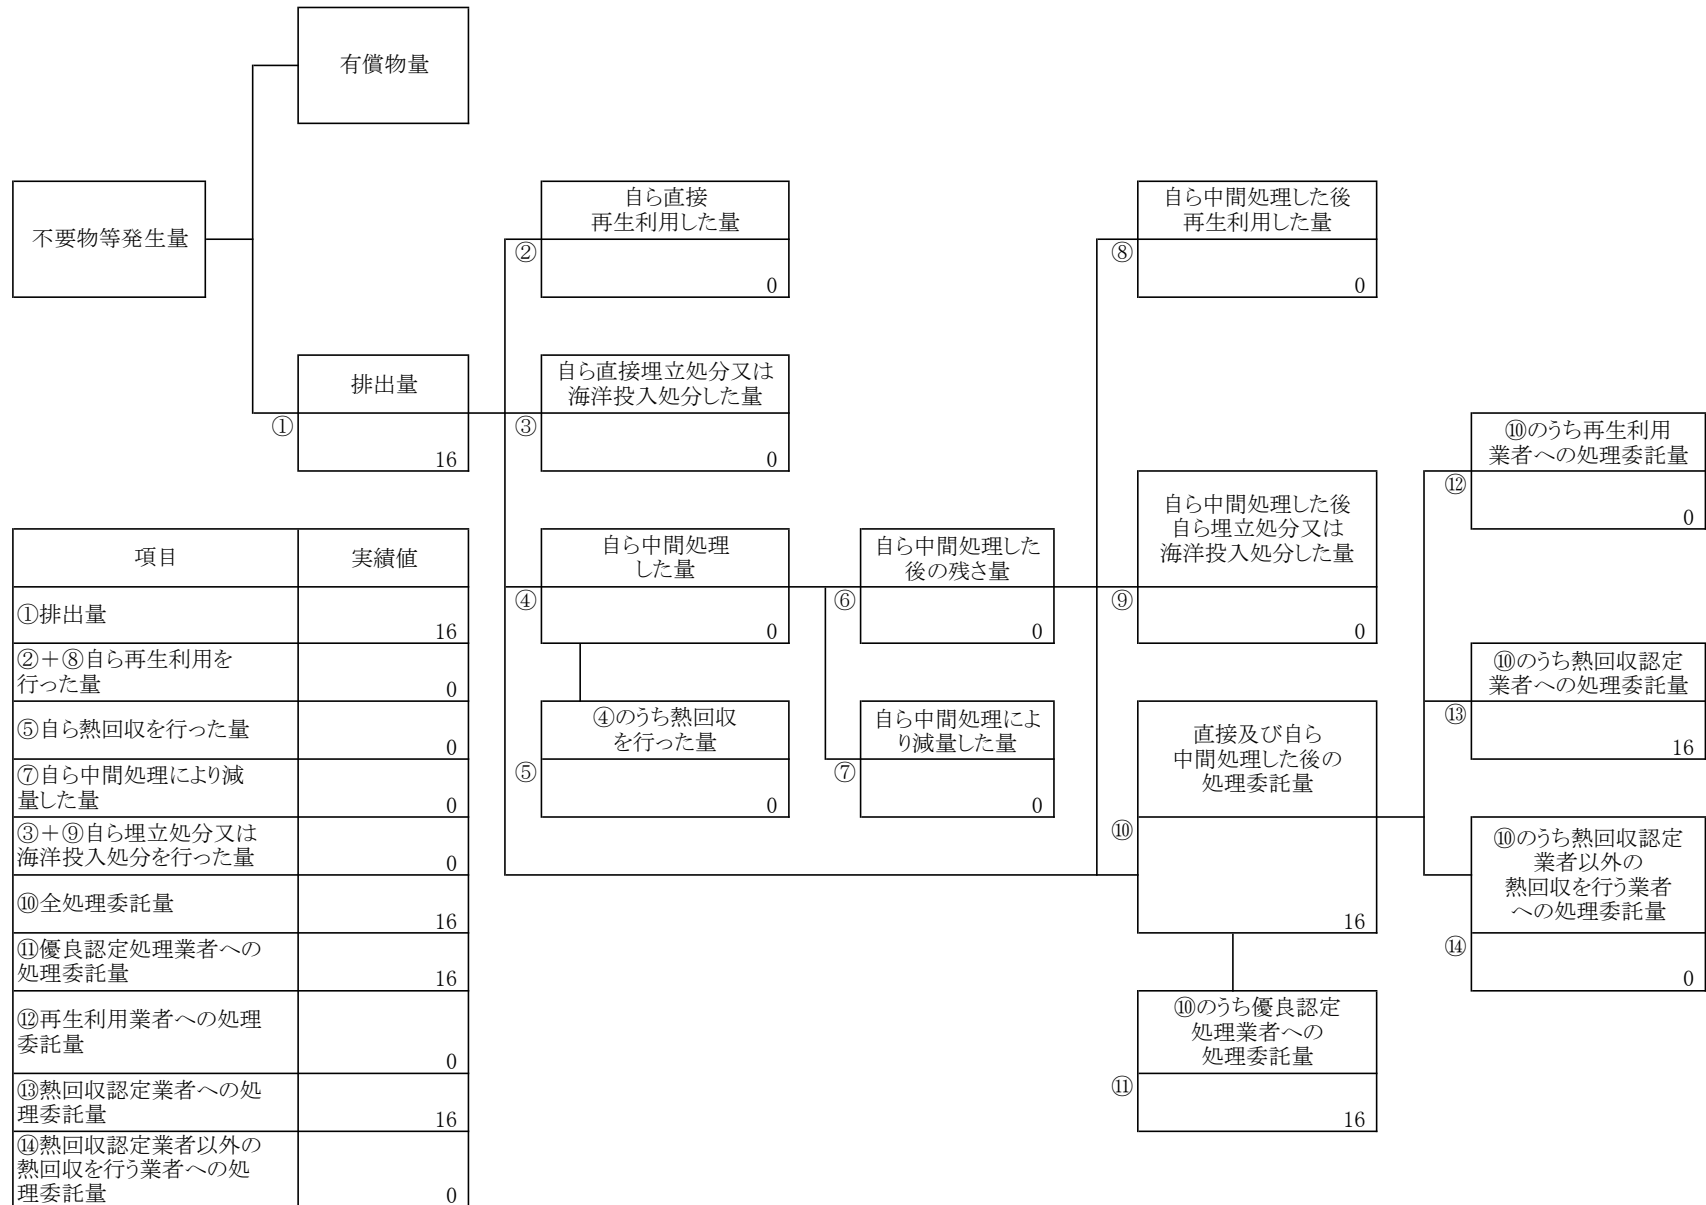 有償物量
不要物等発生量
自ら直接
再生利用した量
②
0
自ら中間処理した後
再生利用した量
⑧
0
排出量
①
16
自ら直接埋立処分又は
海洋投入処分した量
③
0
⑩のうち再生利用
業者への処理委託量
⑫
0
自ら中間処理
した量
④
0
自ら中間処理した
後の残さ量
⑥
0
自ら中間処理した後
自ら埋立処分又は
海洋投入処分した量
⑨
0
④のうち熱回収
を行った量
⑤
0
自ら中間処理によ
り減量した量
⑦
0
直接及び自ら
中間処理した後の
処理委託量
⑩
16
⑩のうち熱回収認定
業者への処理委託量
⑬
16
⑩のうち熱回収認定
業者以外の
熱回収を行う業者
への処理委託量
⑭
0
⑩のうち優良認定
処理業者への
処理委託量
⑪
16
項目 実績値
①排出量
16
②+⑧自ら再生利用を
行った量
0
⑤自ら熱回収を行った量
0
⑦自ら中間処理により減
量した量
0
③+⑨自ら埋立処分又は
海洋投入処分を行った量
0
⑩全処理委託量
16
⑪優良認定処理業者への
処理委託量
16
⑫再生利用業者への処理
委託量
0
⑬熱回収認定業者への処
理委託量
16
⑭熱回収認定業者以外の
熱回収を行う業者への処
理委託量
0